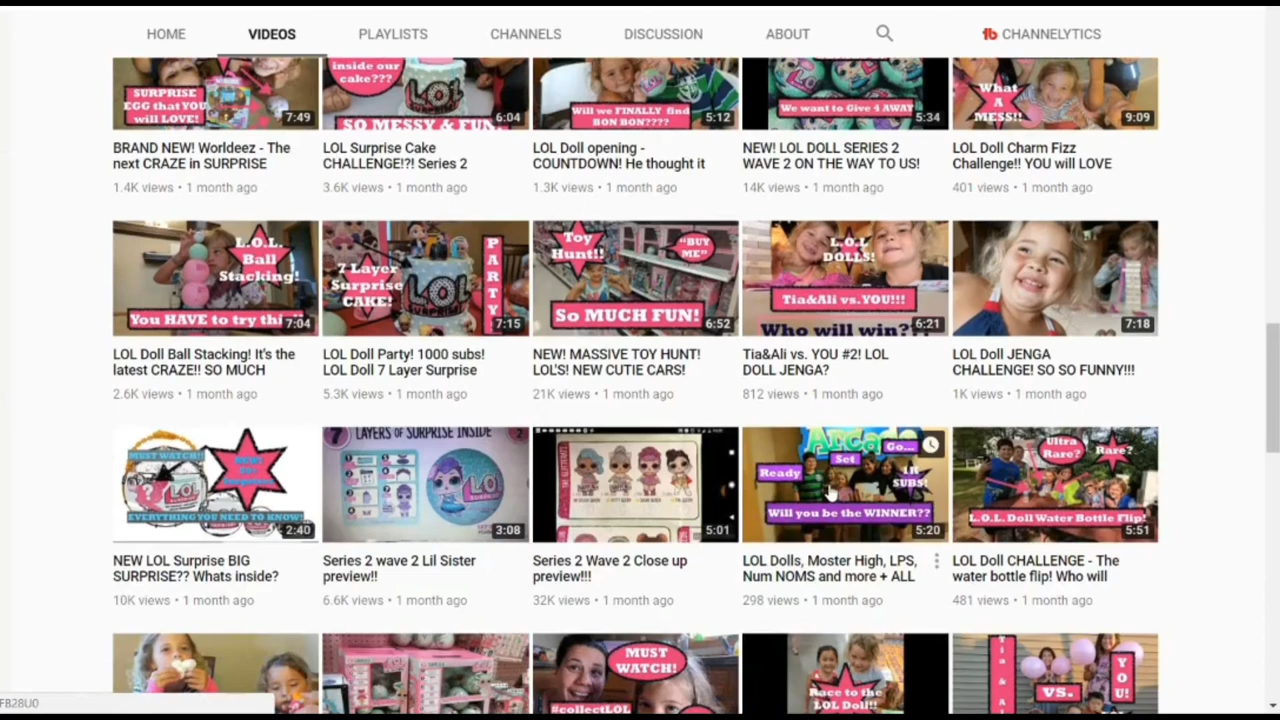 HOME VIDEOS PLAYLISTS CHANNELS DISCUSSION ABOUT CHANNELYTICS
SURPRISE
EGG that YOU
will LOVE!
7:49
inside our
cake???
LOL
SO MESSY & FUN
6:04
Will we FINALLY find
BON BON????
5:12
We want to Give 4 AWAY
5:34
What
A
MESS!!
9:09
BRAND NEW! Worldeez - The
next CRAZE in SURPRISE
1.4K views • 1 month ago
LOL Surprise Cake
CHALLENGE!?! Series 2
3.6K views • 1 month ago
LOL Doll opening -
COUNTDOWN! He thought it
1.3K views • 1 month ago
NEW! LOL DOLL SERIES 2
WAVE 2 ON THE WAY TO US!
14K views • 1 month ago
LOL Doll Charm Fizz
Challenge!! YOU will LOVE
401 views • 1 month ago
L.O.L.
Ball
Stacking!
You HAVE to try thi
7:04
7 Layer
Surprise
CAKE!
LOL
PARTY
7:15
Toy
Hunt!!
"BUY
ME"
So MUCH FUN!
6:52
L.O.L
DOLLS!
Tia&Ali vs.YOU!!!
Who will win??
6:21
7:18
LOL Doll Ball Stacking! It's the
latest CRAZE!! SO MUCH
2.6K views • 1 month ago
LOL Doll Party! 1000 subs!
LOL Doll 7 Layer Surprise
5.3K views • 1 month ago
NEW! MASSIVE TOY HUNT!
LOL'S! NEW CUTIE CARS!
21K views • 1 month ago
Tia&Ali vs. YOU #2! LOL
DOLL JENGA?
812 views • 1 month ago
LOL Doll JENGA
CHALLENGE! SO SO FUNNY!!!
1K views • 1 month ago
MUST WATCH!!
?
LOL
EVERYTHING YOU NEED TO KNOW!
2:40
7 LAYERS OF SURPRISE INSIDE
LOL
3:08
5:01
Arcade
Ready
Set
Go...
1K
SUBS!
Will you be the WINNER??
5:20
Ultra
Rare?
Rare?
L.O.L. Doll Water Bottle Flip!
5:51
NEW LOL Surprise BIG
SURPRISE?? Whats inside?
10K views • 1 month ago
Series 2 wave 2 Lil Sister
preview!!
6.6K views • 1 month ago
Series 2 Wave 2 Close up
preview!!!
32K views • 1 month ago
LOL Dolls, Moster High, LPS,
Num NOMS and more + ALL
298 views • 1 month ago
LOL Doll CHALLENGE - The
water bottle flip! Who will
481 views • 1 month ago
MUST
WATCH!
#collectLOL
Race to the
LOL Doll!!
Tia & Al
VS.
YOU!
FB28U0